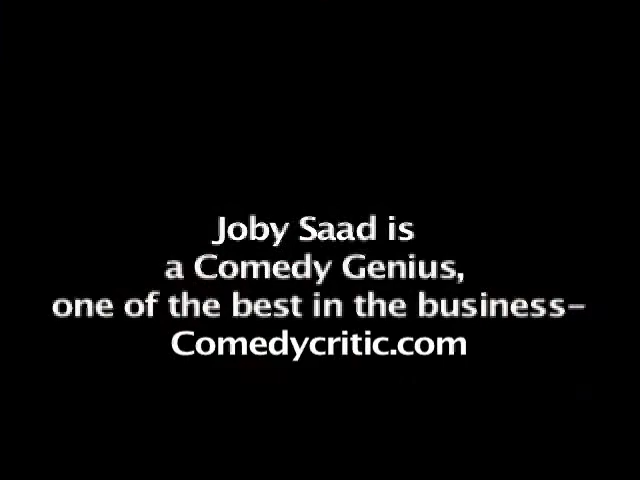 Joby Saad is
a Comedy Genius,
one of the best in the business-
Comedycritic.com